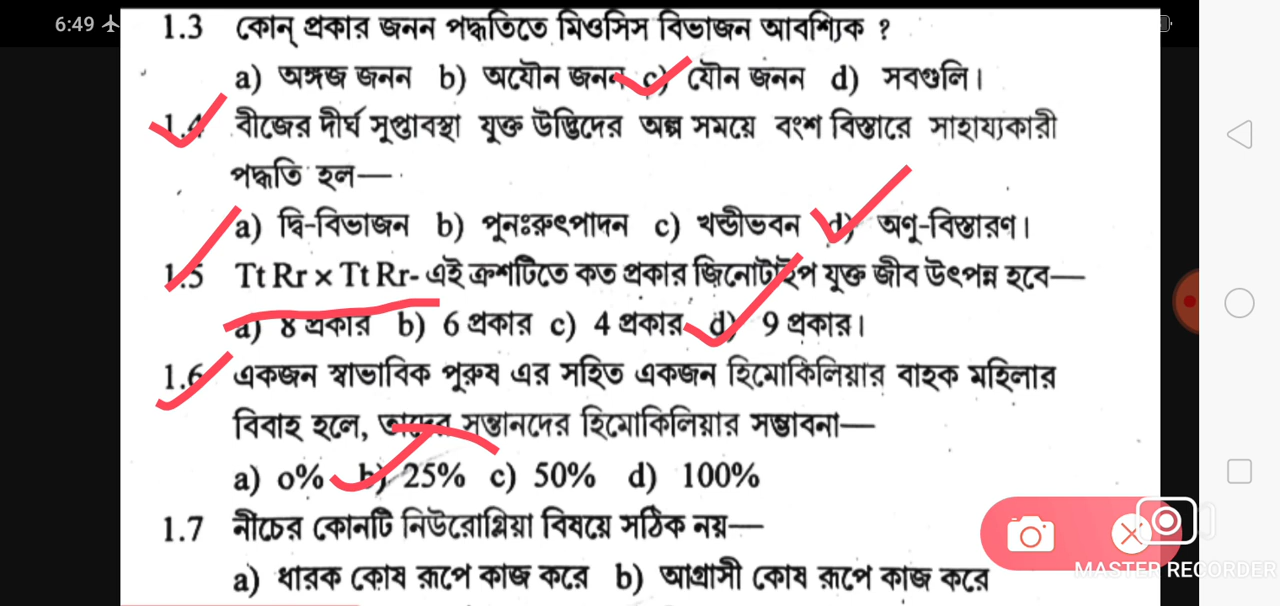 6:49
1.3 কোন্ প্রকার জনন পদ্ধতিতে মিওসিস বিভাজন আবশ্যিক ?
a) অঙ্গজ জনন b) অযৌন জনন c) যৌন জনন d) সবগুলি।
1.4 বীজের দীর্ঘ সুপ্তাবস্থা যুক্ত উদ্ভিদের অল্প সময়ে বংশ বিস্তারে সাহায্যকারী
পদ্ধতি হল—
a) দ্বি-বিভাজন b) পুনঃরুৎপাদন c) খন্ডীভবন d) অণু-বিস্তারণ।
1.5 Tt Rr × Tt Rr- এই ক্রশটিতে কত প্রকার জিনোটাইপ যুক্ত জীব উৎপন্ন হবে—
a) 8 প্রকার b) 6 প্রকার c) 4 প্রকার d) 9 প্রকার।
1.6 একজন স্বাভাবিক পুরুষ এর সহিত একজন হিমোকিলিয়ার বাহক মহিলার
বিবাহ হলে, তাদের সন্তানদের হিমোকিলিয়ার সম্ভাবনা—
a) ০% b) 25% c) 50% d) 100%
1.7 নীচের কোনটি নিউরোগ্লিয়া বিষয়ে সঠিক নয়—
a) ধারক কোষ রূপে কাজ করে b) আগ্রাসী কোষ রূপে কাজ করে
MASTER RECORDER